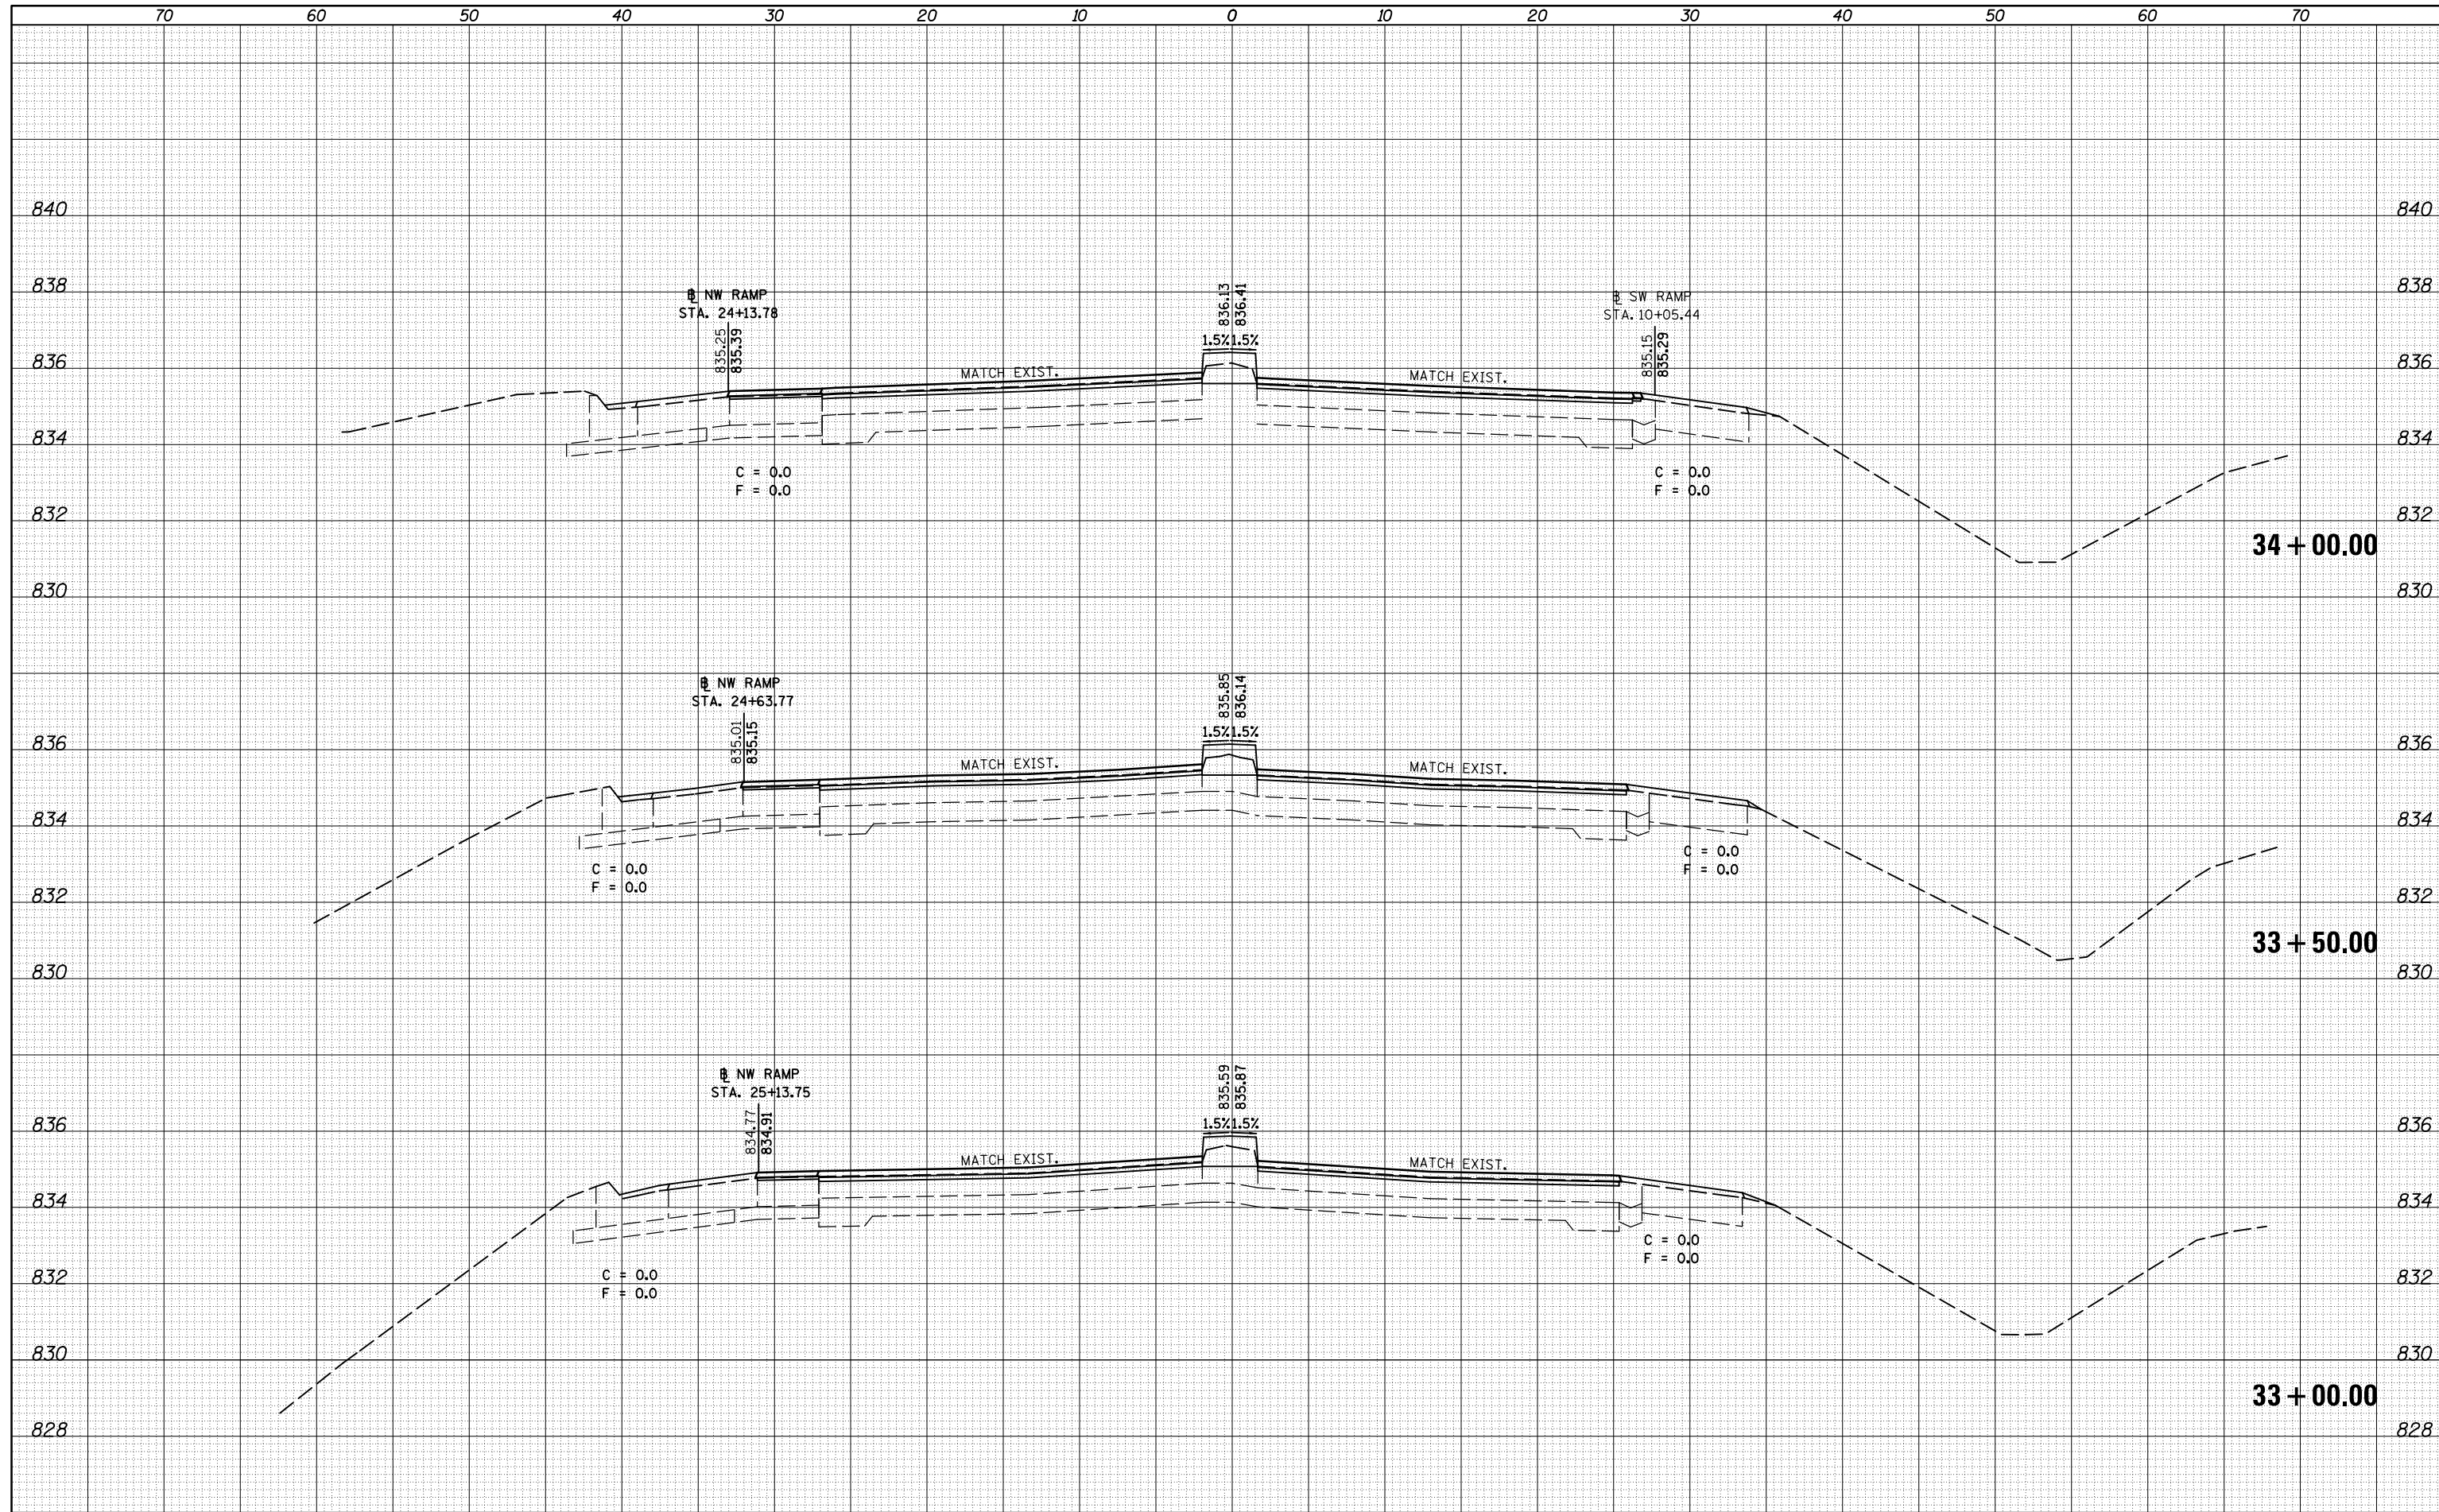 70 60 50 40 30 20 10 0 10 20 30 40 50 60 70
840 840
838 838
℄ NW RAMP
STA. 24+13.78
835.25
835.39
836.13
836.41
1.5% 1.5%
℄ SW RAMP
STA. 10+05.44
835.15
835.29
836 836
MATCH EXIST. MATCH EXIST.
834 834
C = 0.0 C = 0.0
F = 0.0 F = 0.0
832 832
34+00.00
830 830
℄ NW RAMP
STA. 24+63.77
835.01
835.15
835.85
836.14
1.5% 1.5%
836 836
MATCH EXIST. MATCH EXIST.
834 834
C = 0.0
F = 0.0
C = 0.0
F = 0.0
832 832
33+50.00
830 830
℄ NW RAMP
STA. 25+13.75
834.77
834.91
835.59
835.87
1.5% 1.5%
836 836
MATCH EXIST. MATCH EXIST.
834 834
C = 0.0
F = 0.0
C = 0.0
F = 0.0
832 832
830 830
33+00.00
828 828